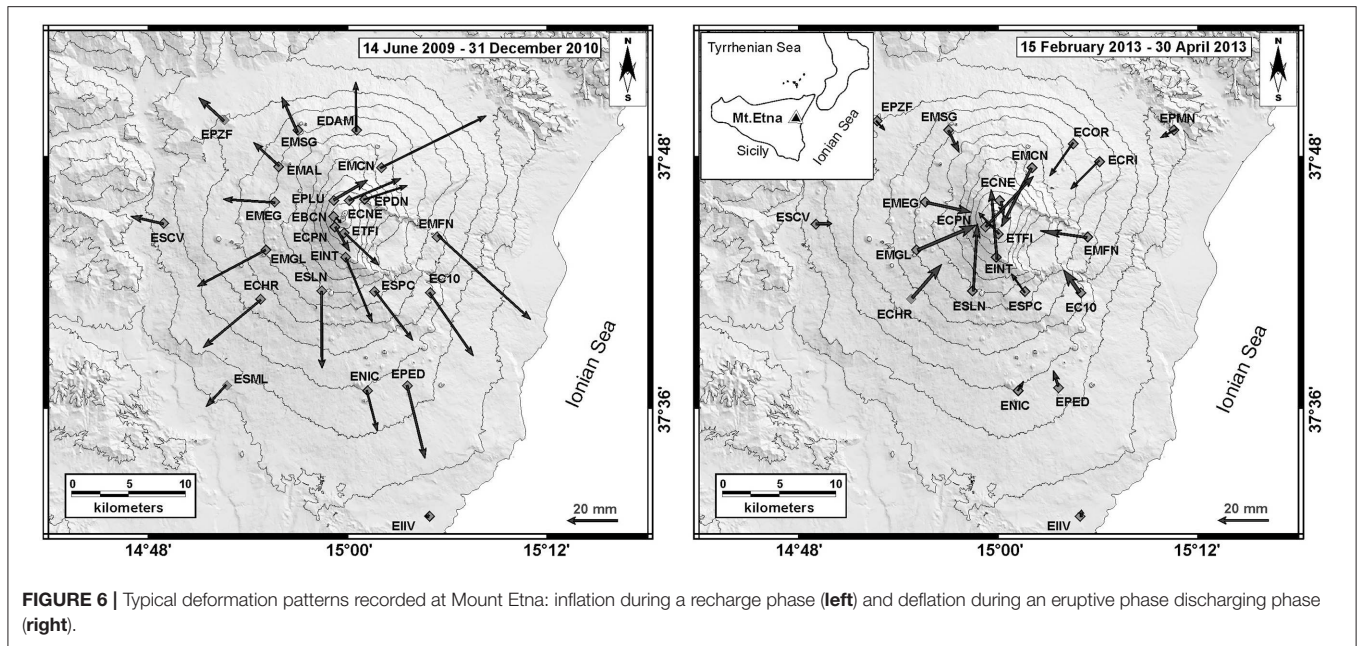 14 June 2009 - 31 December 2010
N
S
EPZF
EMSG
EDAM
EMAL
EMCN
EMEG
EPLU
EPDN
EBCN
ECNE
ESCV
ECPN
ETFI
EMFN
EMGL
EINT
ECHR
ESLN
ESPC
EC10
ESML
ENIC
EPED
EIIV
Ionian Sea
37°48'
37°36'
0 5 10
kilometers
20 mm
14°48' 15°00' 15°12'
15 February 2013 - 30 April 2013
N
S
Tyrrhenian Sea
Mt.Etna
Sicily
Ionian Sea
EPZF
EMSG
EPMN
ECOR
EMCN
ECRI
ECNE
EMEG
ECPN
ESCV
ETFI
EMFN
EMGL
EINT
ECHR
ESLN
ESPC
EC10
ENIC
EPED
EIIV
Ionian Sea
37°48'
37°36'
0 5 10
kilometers
20 mm
14°48' 15°00' 15°12'
FIGURE 6 | Typical deformation patterns recorded at Mount Etna: inflation during a recharge phase (left) and deflation during an eruptive phase discharging phase
(right).